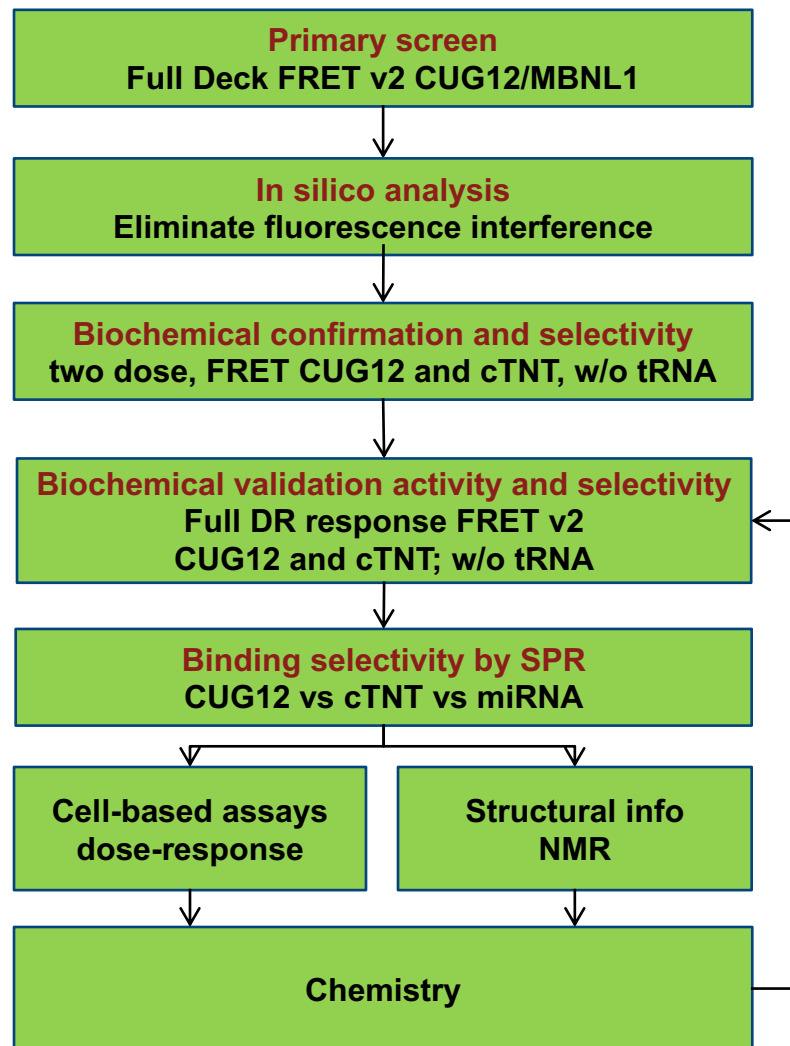 Primary screen
Full Deck FRET v2 CUG12/MBNL1
In silico analysis
Eliminate fluorescence interference
Biochemical confirmation and selectivity
two dose, FRET CUG12 and cTNT, w/o tRNA
Biochemical validation activity and selectivity
Full DR response FRET v2
CUG12 and cTNT; w/o tRNA
Binding selectivity by SPR
CUG12 vs cTNT vs miRNA
Cell-based assays
dose-response
Structural info
NMR
Chemistry